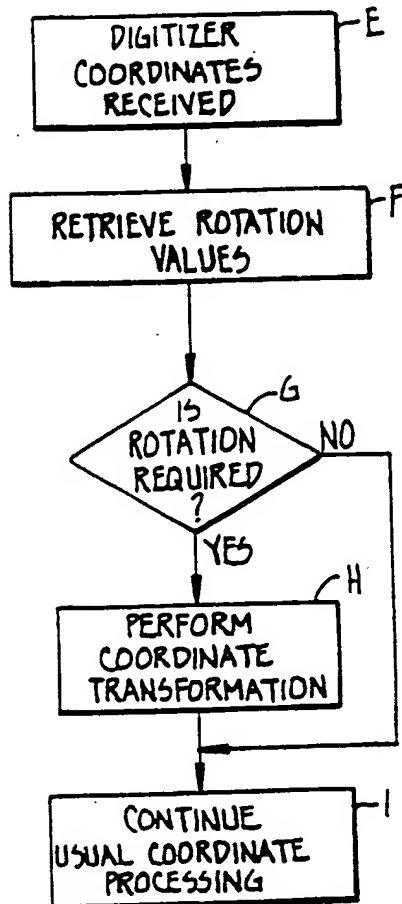 DIGITIZER
COORDINATES
RECEIVED
E
RETRIEVE ROTATION
VALUES
F
IS
ROTATION
REQUIRED
?
G
NO
YES
PERFORM
COORDINATE
TRANSFORMATION
H
CONTINUE
USUAL COORDINATE
PROCESSING
I